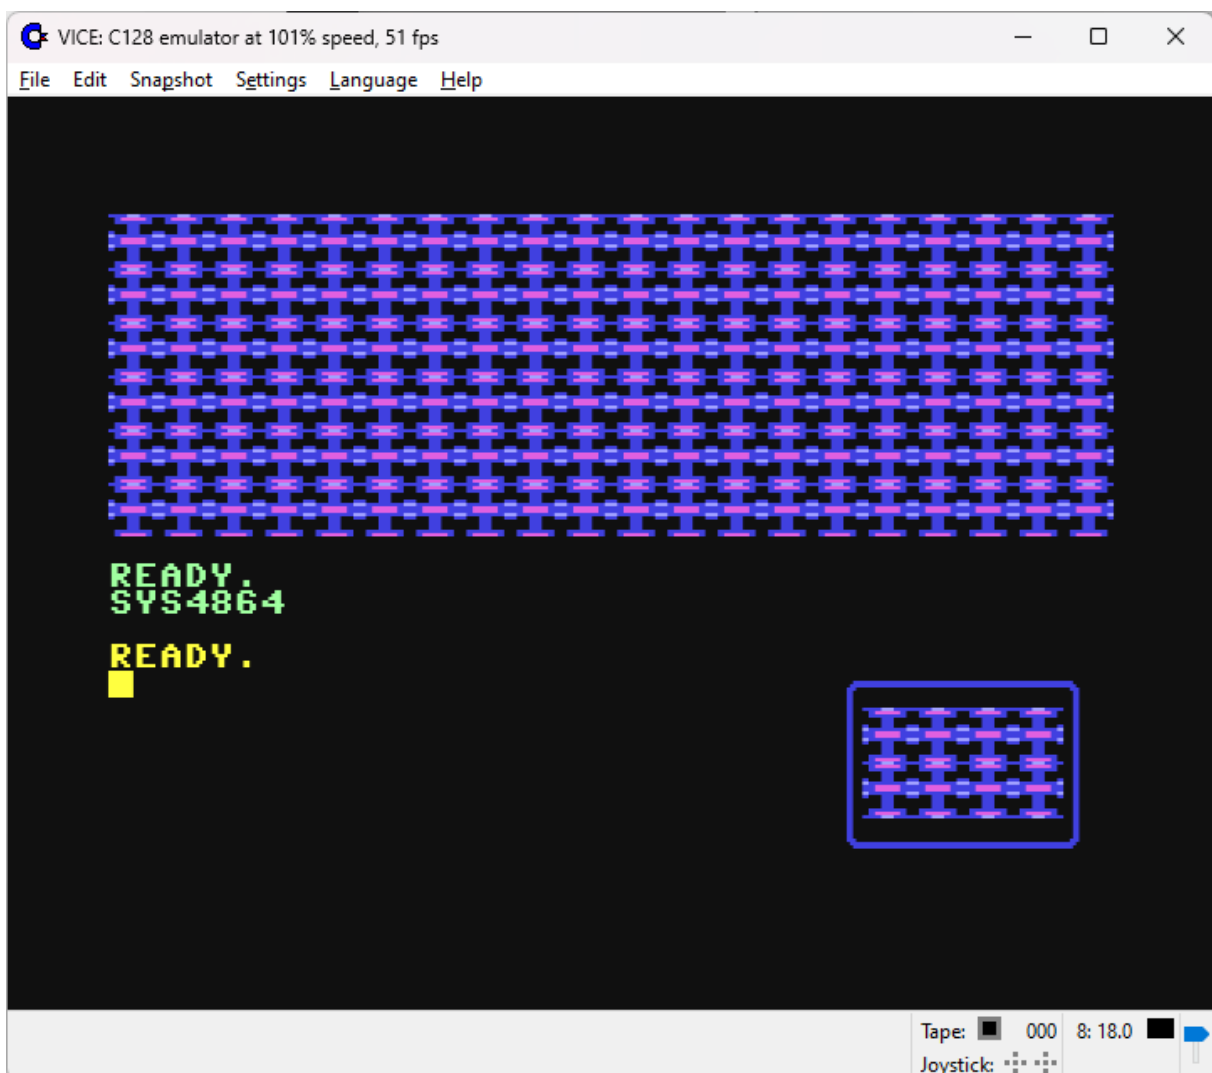 VICE: C128 emulator at 101% speed, 51 fps
File Edit Snapshot Settings Language Help
READY.
SYS4864
READY.
Tape: 000 8: 18.0
Joystick: